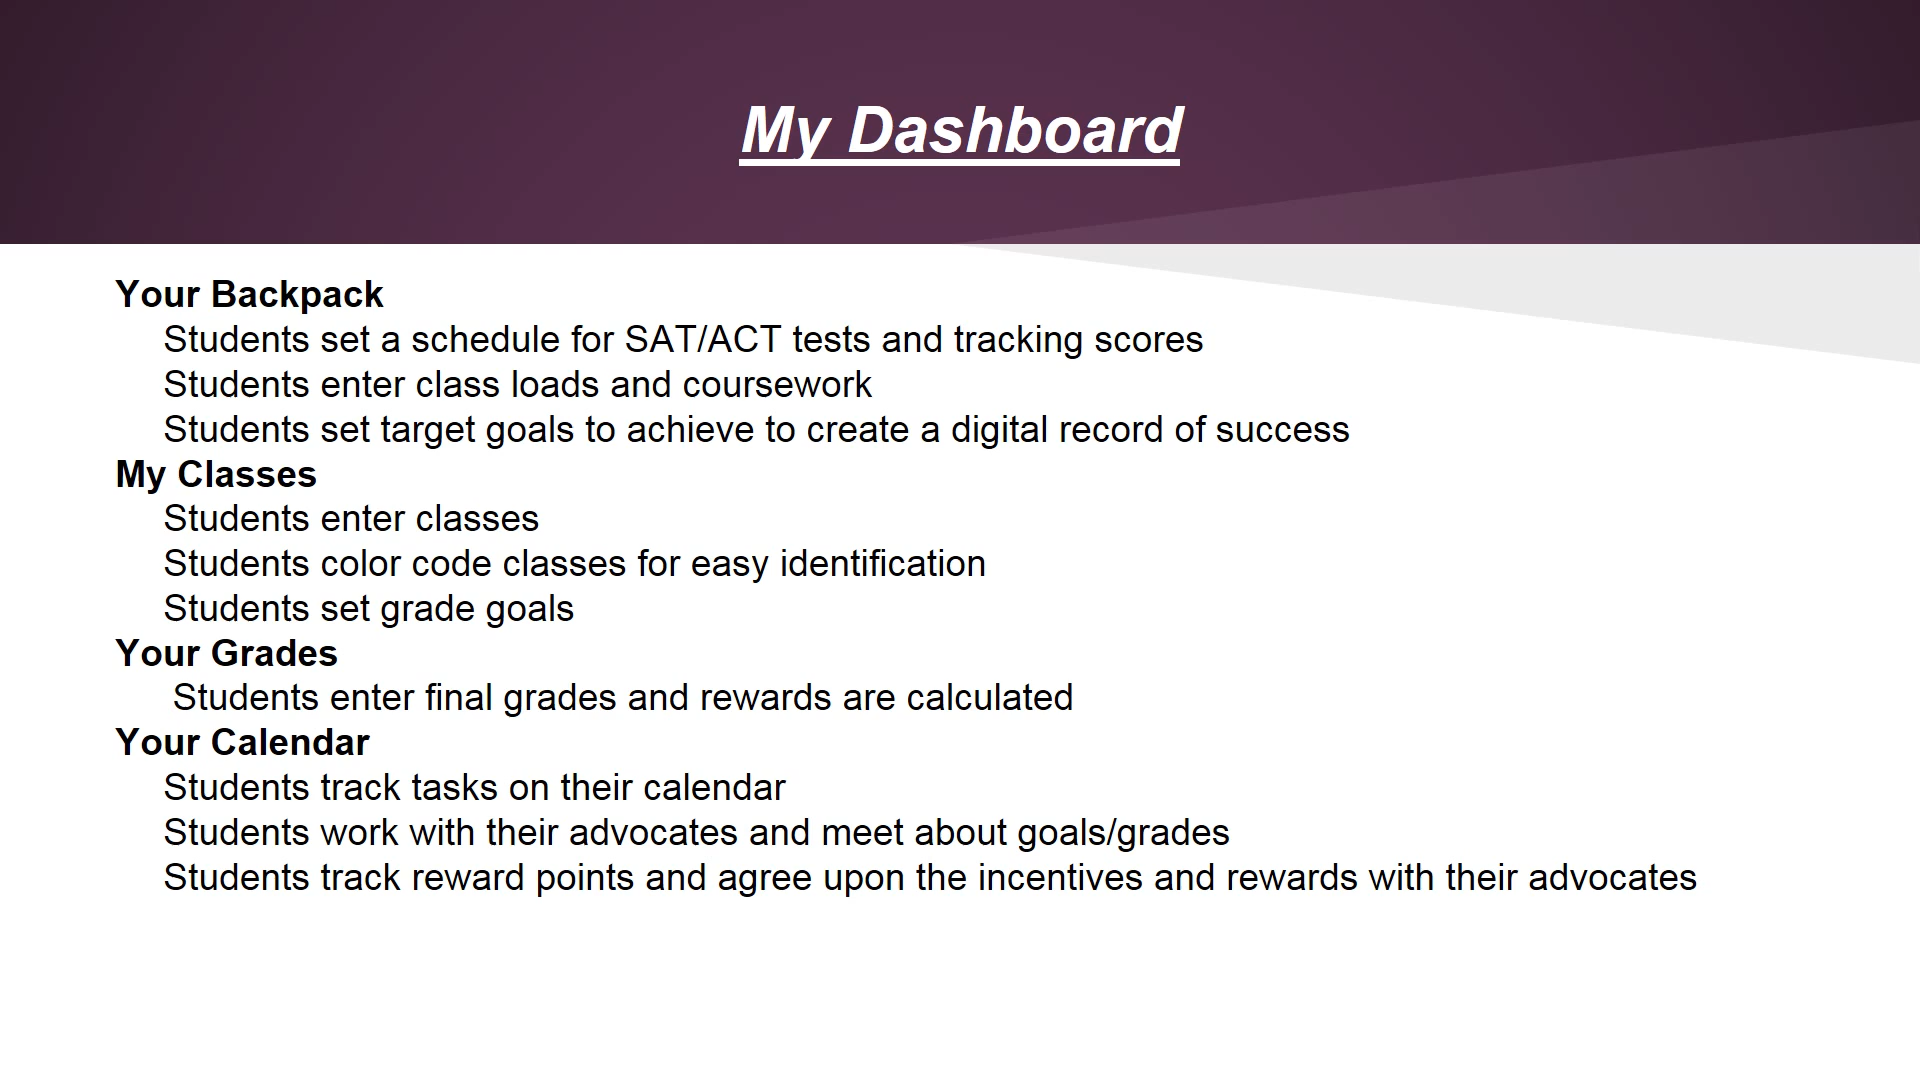 My Dashboard
Your Backpack
Students set a schedule for SAT/ACT tests and tracking scores
Students enter class loads and coursework
Students set target goals to achieve to create a digital record of success
My Classes
Students enter classes
Students color code classes for easy identification
Students set grade goals
Your Grades
Students enter final grades and rewards are calculated
Your Calendar
Students track tasks on their calendar
Students work with their advocates and meet about goals/grades
Students track reward points and agree upon the incentives and rewards with their advocates